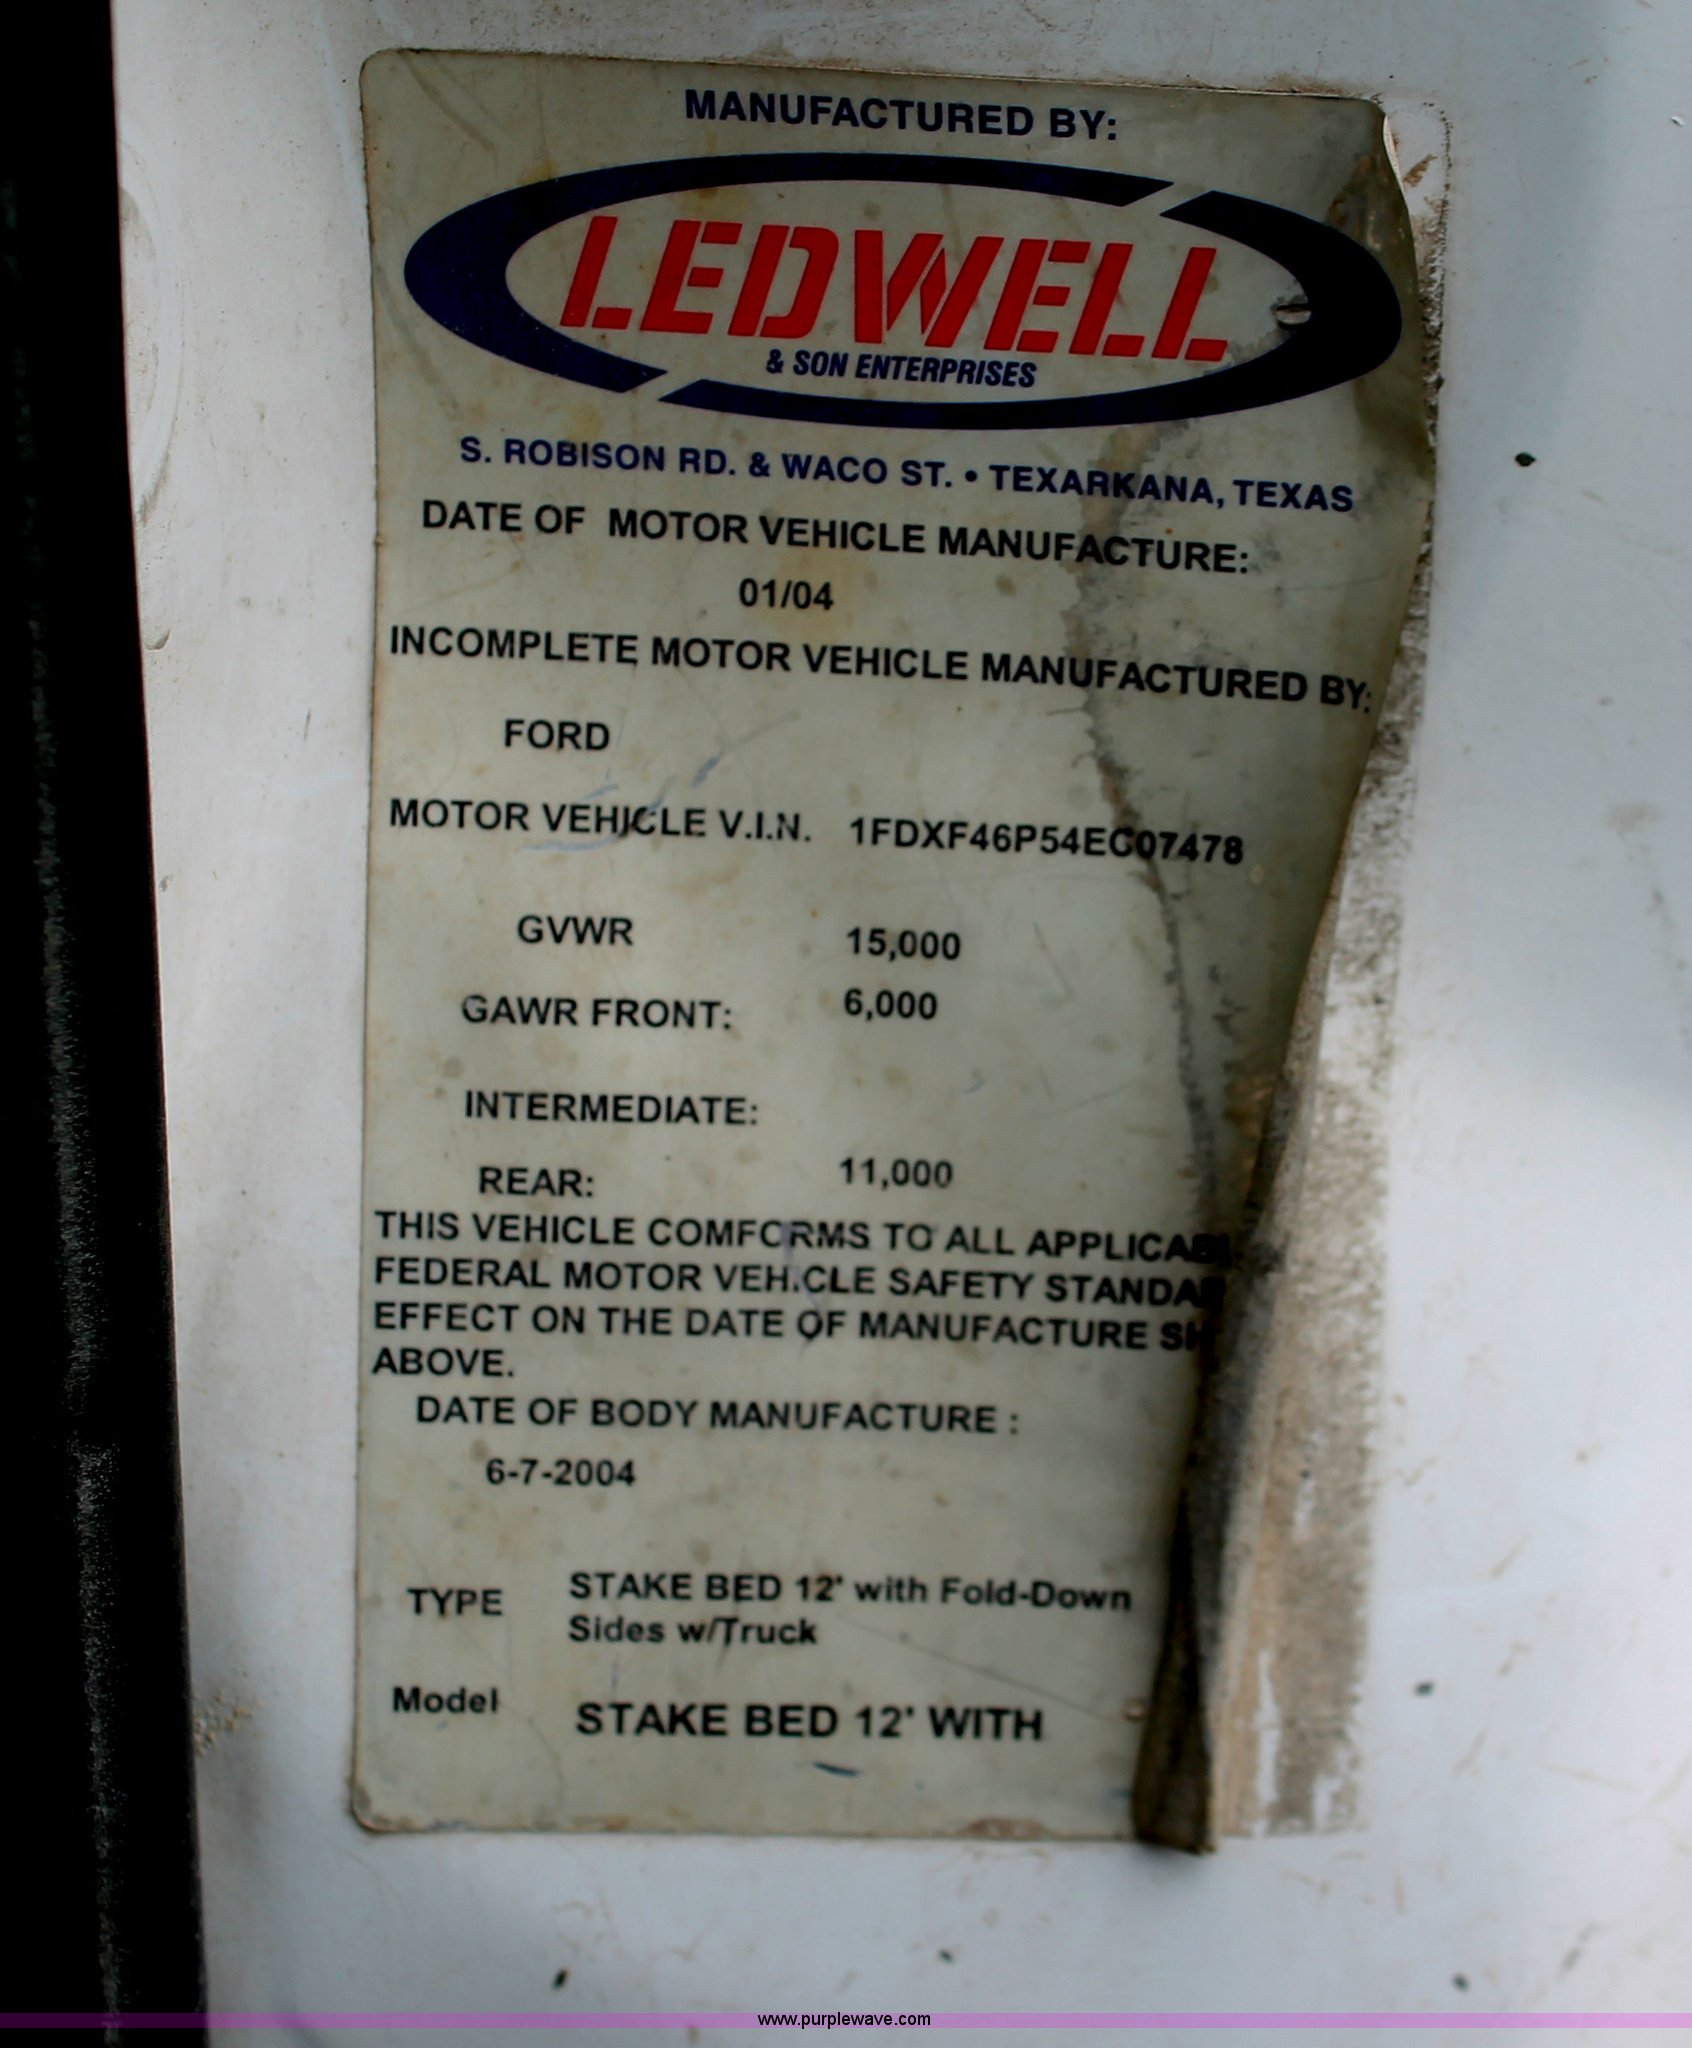 MANUFACTURED BY:
LEDWELL
& SON ENTERPRISES
S. ROBISON RD. & WACO ST. • TEXARKANA, TEXAS
DATE OF MOTOR VEHICLE MANUFACTURE:
01/04
INCOMPLETE MOTOR VEHICLE MANUFACTURED BY:
FORD
MOTOR VEHICLE V.I.N. 1FDXF46P54EC07478
GVWR 15,000
GAWR FRONT: 6,000
INTERMEDIATE:
REAR: 11,000
THIS VEHICLE COMFORMS TO ALL
FEDERAL MOTOR VEHICLE SAFETY
EFFECT ON THE DATE OF MANUFACTURE
ABOVE.
DATE OF BODY MANUFACTURE :
6-7-2004
TYPE STAKE BED 12' with Fold-Down
Sides w/Truck
Model STAKE BED 12' WITH
www.purplewave.com